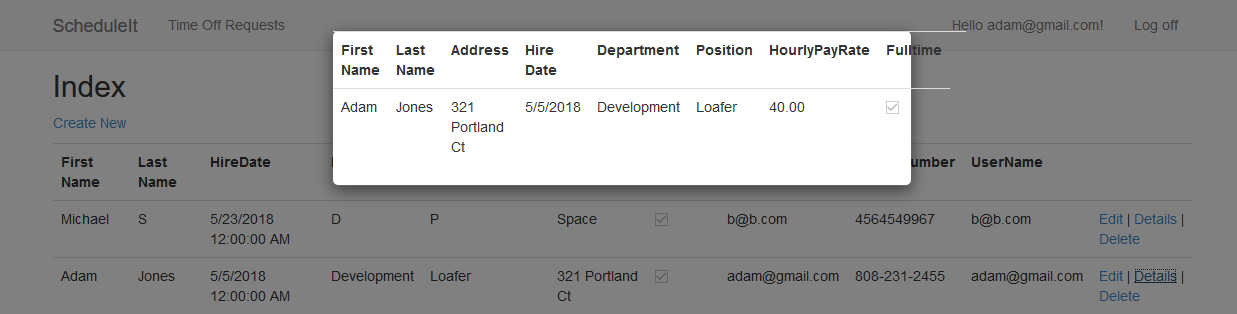 ScheduleIt Time Off Requests Hello adam@gmail.com! Log off
First Last Address Hire Department Position HourlyPayRate Fulltime
Name Name Date
Adam Jones 321 5/5/2018 Development Loafer 40.00
Portland
Ct
Index
Create New
First Last HireDate umber UserName
Name Name
Michael S 5/23/2018 D P Space b@b.com 4564549967 b@b.com Edit | Details |
12:00:00 AM Delete
Adam Jones 5/5/2018 Development Loafer 321 Portland adam@gmail.com 808-231-2455 adam@gmail.com Edit | Details |
12:00:00 AM Ct Delete